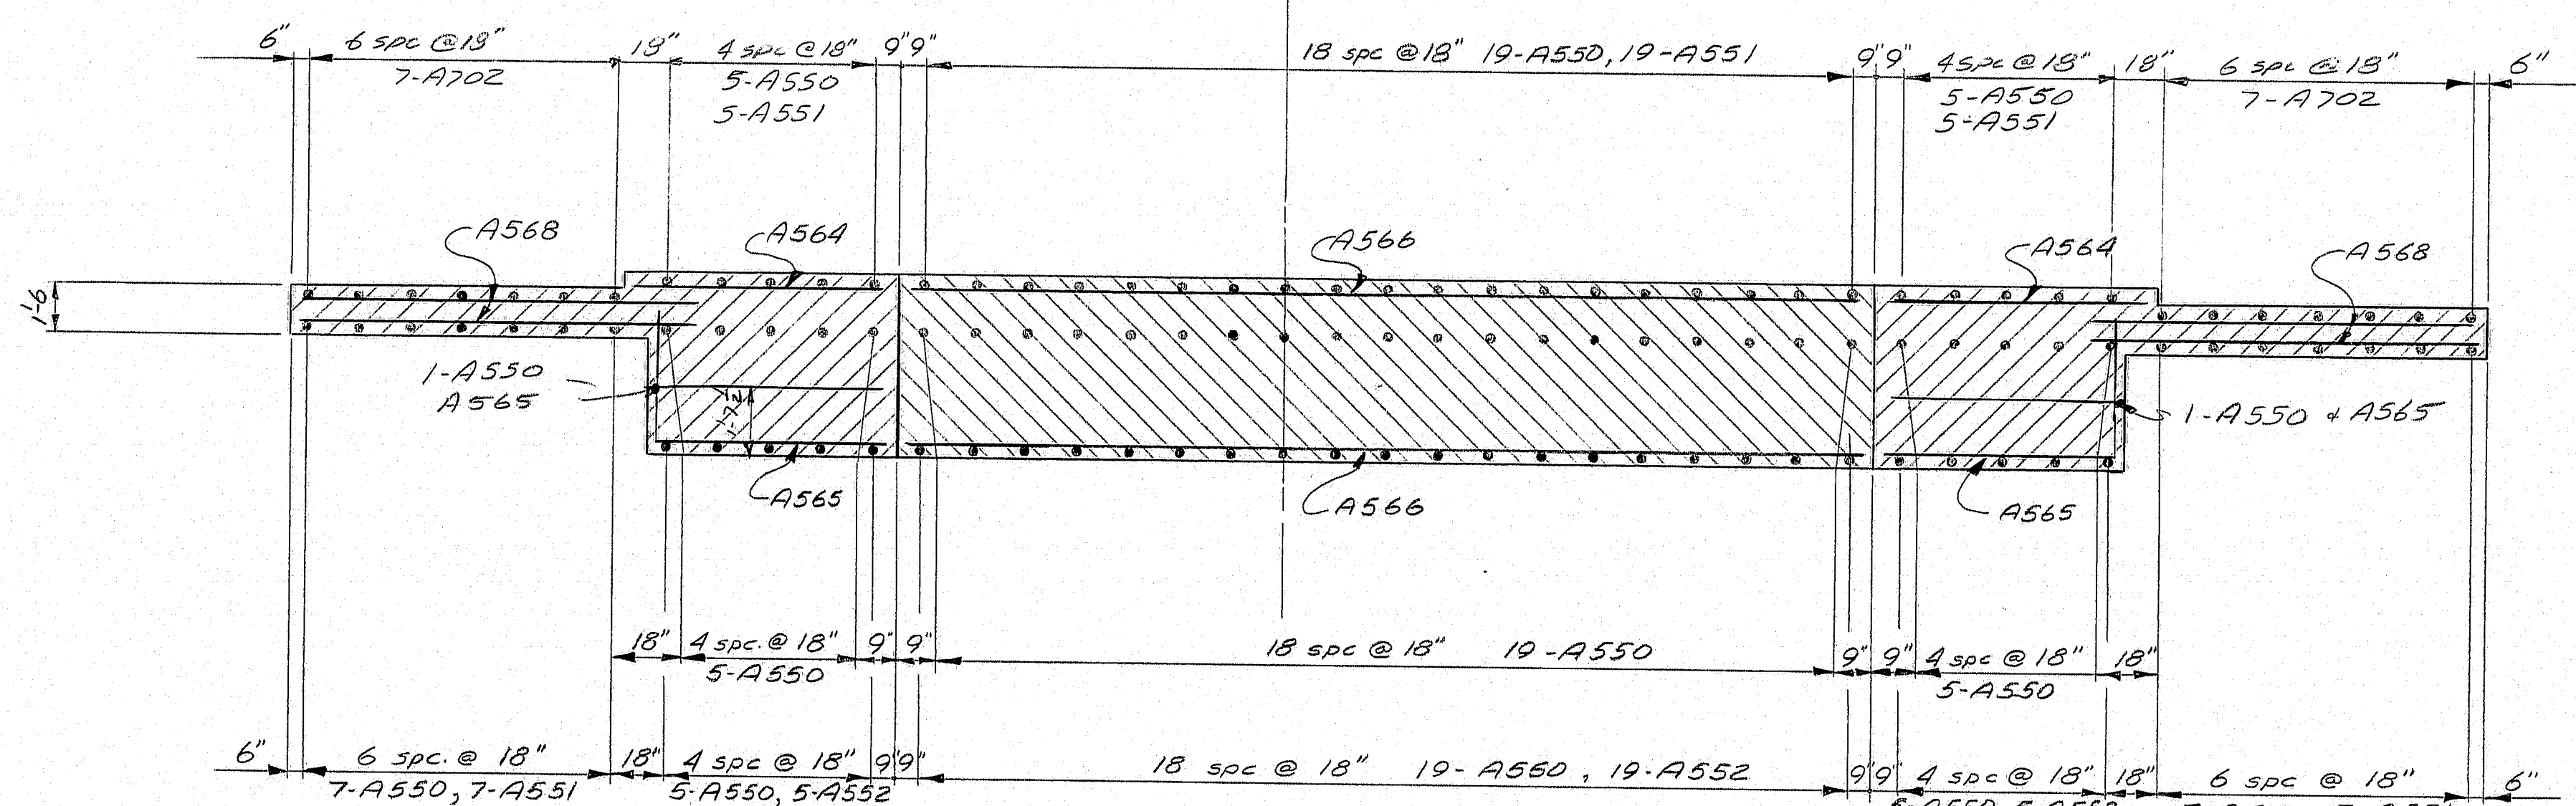 6" 6 spc @18" 18" 4 spc @18" 9" 9" 18 spc @18" 19-A550, 19-A551 9" 9" 4 spc @ 18" 18" 6 spc @ 18" 6"
7-A702 5-A550 5-A550 7-A702
5-A551 5-A551
A568 A564 A566 A564 A568
1'-6
1-A550
A565
1-A550 & A565
A565 A566 A565
18" 4 spc. @ 18" 9" 9" 18 spc @ 18" 19-A550 9" 9" 4 spc @ 18" 18"
5-A550 5-A550
6" 6 spc. @ 18" 18" 4 spc @ 18" 9" 9" 18 spc @ 18" 19-A550, 19-A552 9" 9" 4 spc @ 18" 18" 6 spc @ 18" 6"
7-A550, 7-A551 5-A550, 5-A552